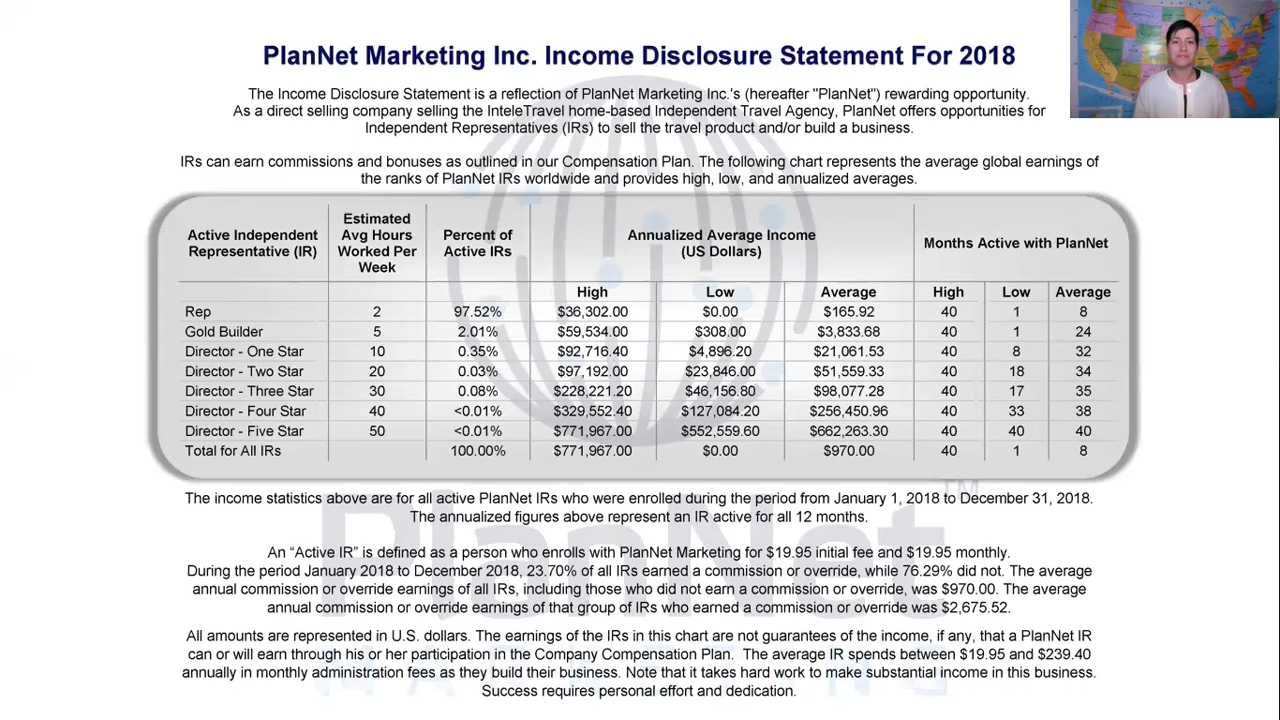 PlanNet Marketing Inc. Income Disclosure Statement For 2018
The Income Disclosure Statement is a reflection of PlanNet Marketing Inc.'s (hereafter "PlanNet") rewarding opportunity.
As a direct selling company selling the InteleTravel home-based Independent Travel Agency, PlanNet offers opportunities for
Independent Representatives (IRs) to sell the travel product and/or build a business.
IRs can earn commissions and bonuses as outlined in our Compensation Plan. The following chart represents the average global earnings of
the ranks of PlanNet IRs worldwide and provides high, low, and annualized averages.
Active Independent Representative (IR) Estimated Avg Hours Worked Per Week Percent of Active IRs Annualized Average Income (US Dollars) Months Active with PlanNet
High Low Average High Low Average
Rep 2 97.52% $36,302.00 $0.00 $165.92 40 1 8
Gold Builder 5 2.01% $59,534.00 $308.00 $3,833.68 40 1 24
Director - One Star 10 0.35% $92,716.40 $4,896.20 $21,061.53 40 8 32
Director - Two Star 20 0.03% $97,192.00 $23,846.00 $51,559.33 40 18 34
Director - Three Star 30 0.08% $228,221.20 $46,156.80 $98,077.28 40 17 35
Director - Four Star 40 <0.01% $329,552.40 $127,084.20 $256,450.96 40 33 38
Director - Five Star 50 <0.01% $771,967.00 $552,559.60 $662,263.30 40 40 40
Total for All IRs 100.00% $771,967.00 $0.00 $970.00 40 1 8
The income statistics above are for all active PlanNet IRs who were enrolled during the period from January 1, 2018 to December 31, 2018.
The annualized figures above represent an IR active for all 12 months.
An “Active IR” is defined as a person who enrolls with PlanNet Marketing for $19.95 initial fee and $19.95 monthly.
During the period January 2018 to December 2018, 23.70% of all IRs earned a commission or override, while 76.29% did not. The average
annual commission or override earnings of all IRs, including those who did not earn a commission or override, was $970.00. The average
annual commission or override earnings of that group of IRs who earned a commission or override was $2,675.52.
All amounts are represented in U.S. dollars. The earnings of the IRs in this chart are not guarantees of the income, if any, that a PlanNet IR
can or will earn through his or her participation in the Company Compensation Plan. The average IR spends between $19.95 and $239.40
annually in monthly administration fees as they build their business. Note that it takes hard work to make substantial income in this business.
Success requires personal effort and dedication.
PlanNet
MARKETING
TM